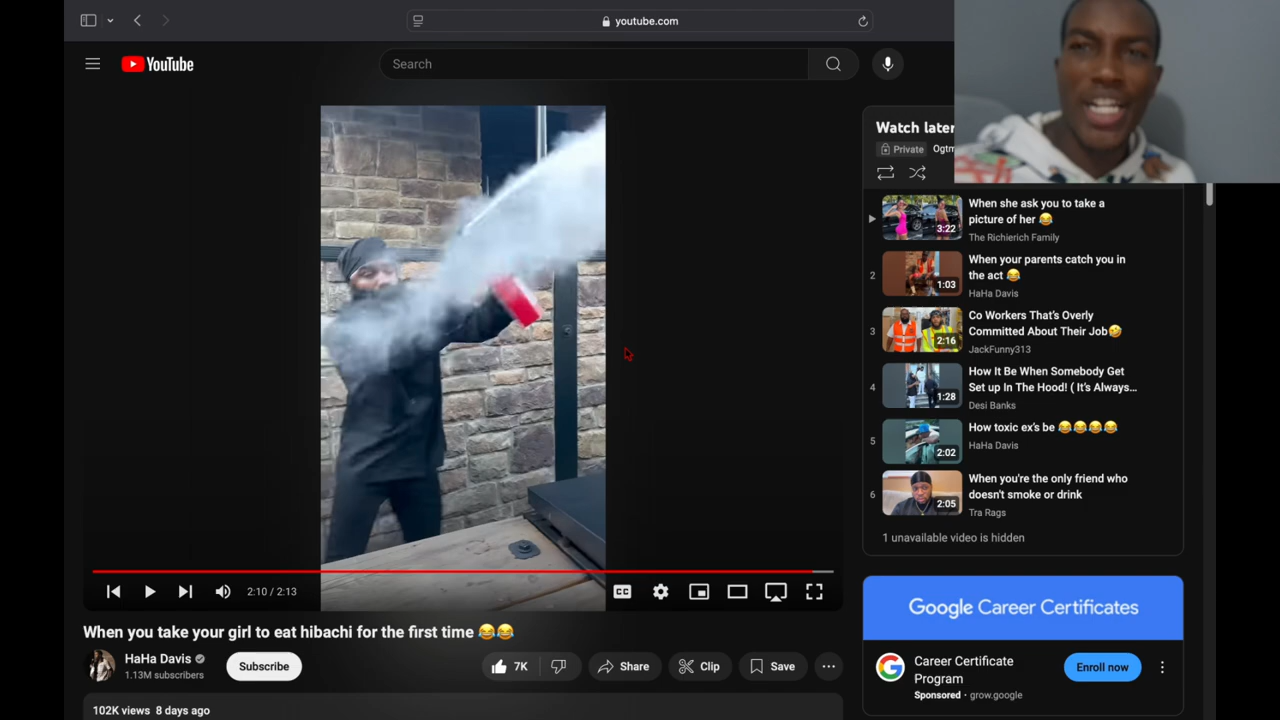 youtube.com
YouTube
Search
Watch later
Private Ogtm
3:22
When she ask you to take a
picture of her 😂
The Richierich Family
2
1:03
When your parents catch you in
the act 😂
HaHa Davis
3
2:16
Co Workers That's Overly
Committed About Their Job🤣
JackFunny313
4
1:28
How It Be When Somebody Get
Set up In The Hood! ( It's Always...
Desi Banks
5
2:02
How toxic ex's be 😂😂😂😂
HaHa Davis
6
2:05
When you're the only friend who
doesn't smoke or drink
Tra Rags
1 unavailable video is hidden
2:10 / 2:13
CC
When you take your girl to eat hibachi for the first time 😂😂
HaHa Davis
1.13M subscribers
Subscribe
7K
Share
Clip
Save
102K views 8 days ago
Google Career Certificates
Career Certificate
Program
Sponsored · grow.google
Enroll now